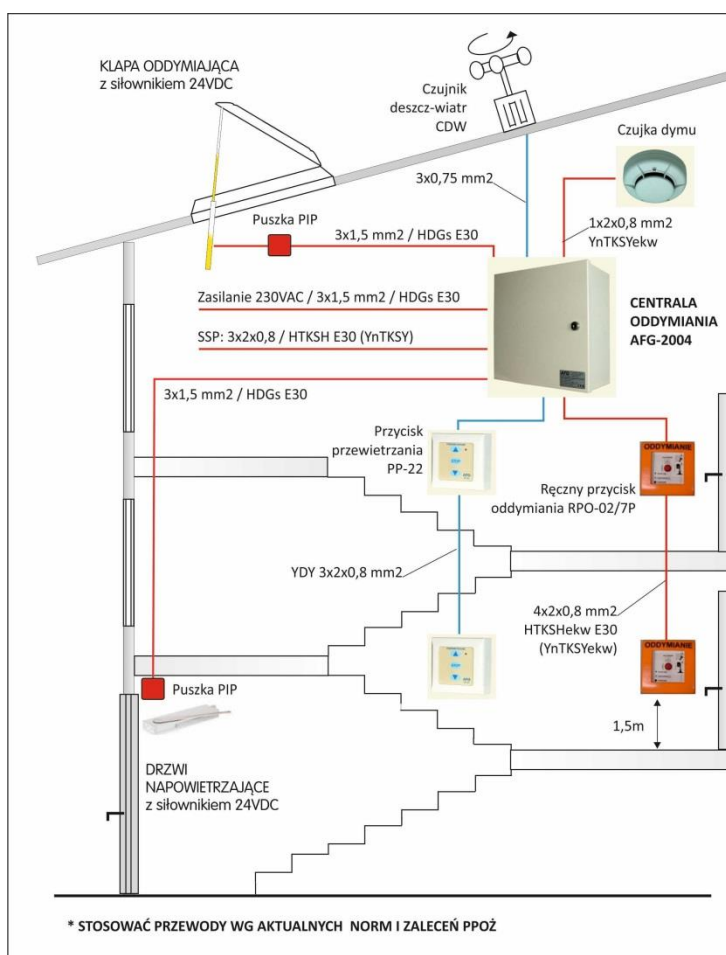 KLAPA ODDYMIAJĄCA
z siłownikiem 24VDC
Czujnik
deszcz-wiatr
CDW
Czujka dymu
3x0,75 mm2
Puszka PIP
3x1,5 mm2 / HDGs E30
1x2x0,8 mm2
YnTKSYekw
Zasilanie 230VAC / 3x1,5 mm2 / HDGs E30
CENTRALA
ODDYMIANIA
AFG-2004
SSP: 3x2x0,8 / HTKSH E30 (YnTKSY)
3x1,5 mm2 / HDGs E30
Przycisk
przewietrzania
PP-22
ODDYMIANIE
Ręczny przycisk
oddymiania RPO-02/7P
YDY 3x2x0,8 mm2
4x2x0,8 mm2
HTKSHekw E30
(YnTKSYekw)
ODDYMIANIE
Puszka PIP
1,5m
DRZWI
NAPOWIETRZAJĄCE
z siłownikiem 24VDC
* STOSOWAĆ PRZEWODY WG AKTUALNYCH NORM I ZALECEŃ PPOŻ